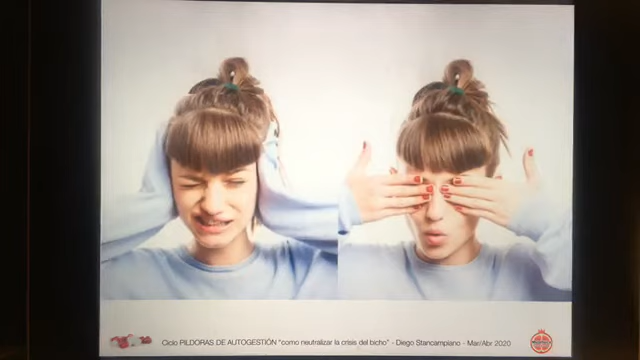 Ciclo PILDORAS DE AUTOGESTIÓN "como neutralizar la crisis del bicho" - Diego Stancampiano - Mar/Abr 2020